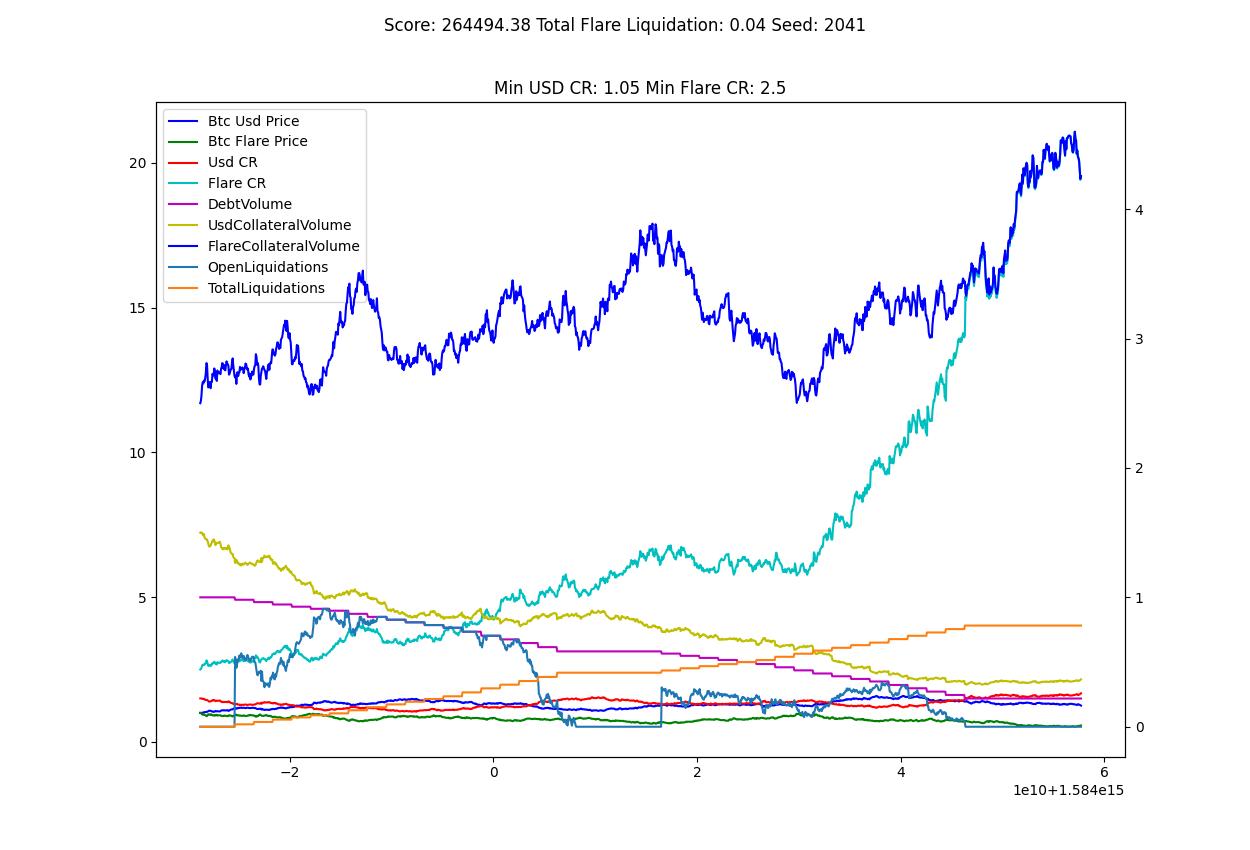 Score: 264494.38 Total Flare Liquidation: 0.04 Seed: 2041
Min USD CR: 1.05 Min Flare CR: 2.5
Btc Usd Price
Btc Flare Price
Usd CR
Flare CR
DebtVolume
UsdCollateralVolume
FlareCollateralVolume
OpenLiquidations
TotalLiquidations
20
15
10
5
0
4
3
2
1
0
−2
0
2
4
6
1e10+1.584e15